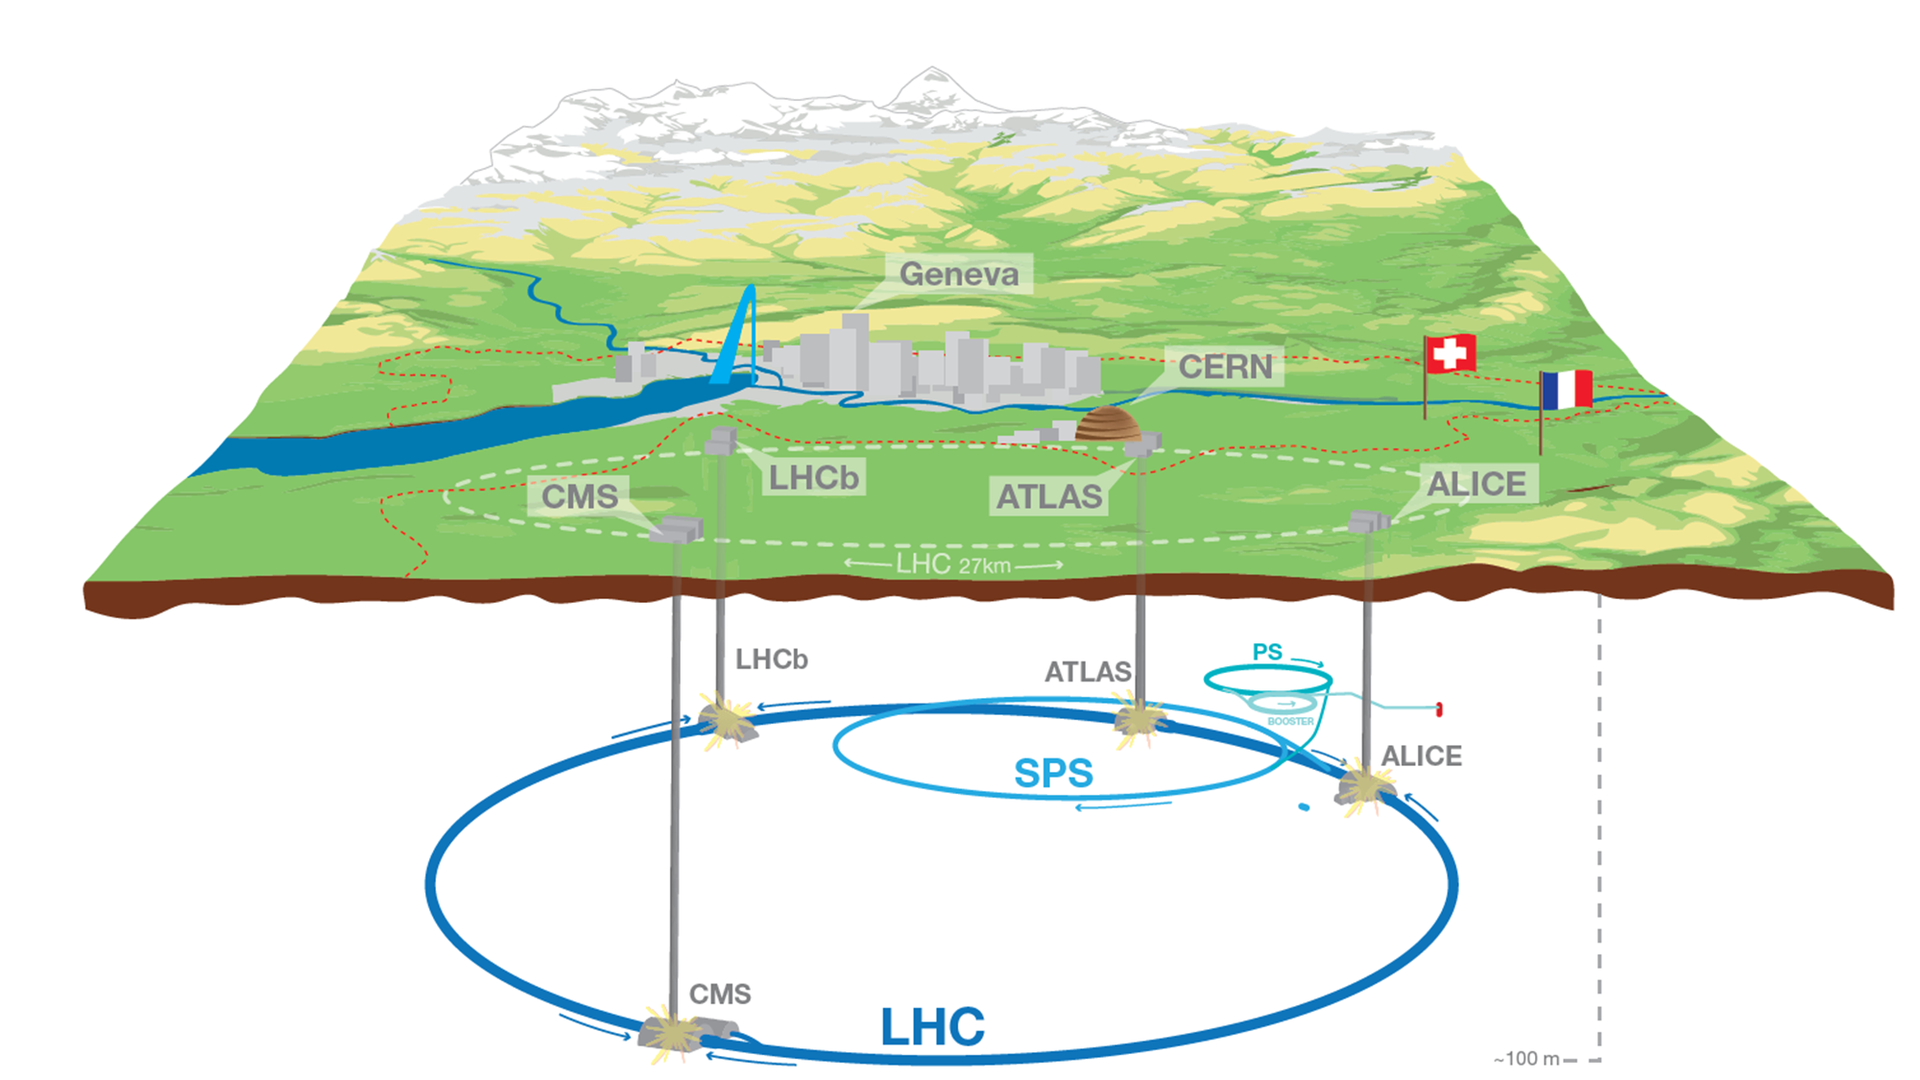 Geneva
CERN
LHCb
CMS
ATLAS
ALICE
LHC 27km
PS
LHCb
ATLAS
BOOSTER
ALICE
SPS
CMS
LHC
~100 m